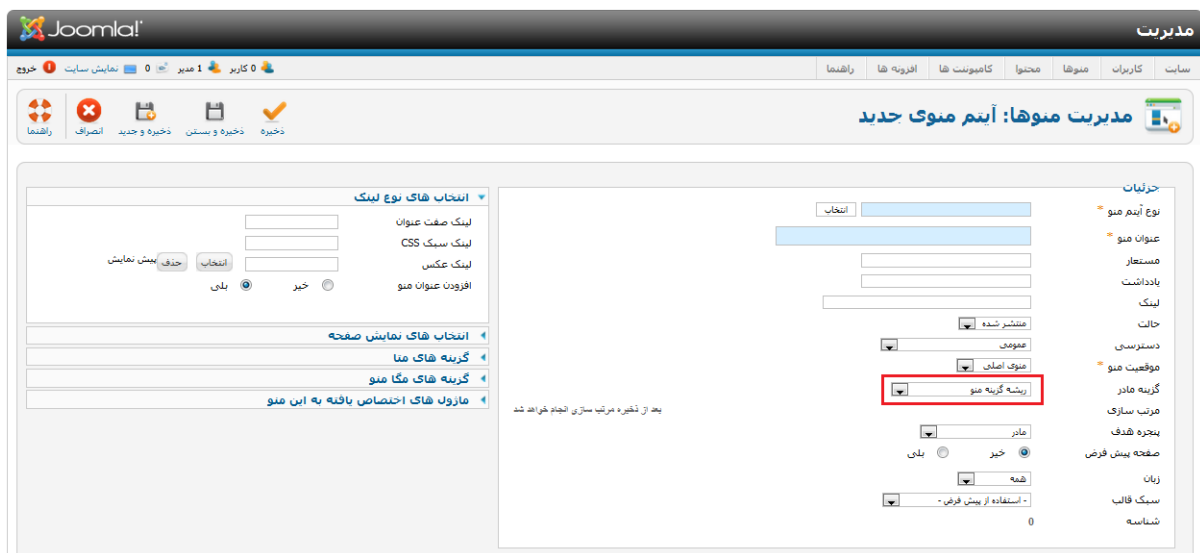 Joomla!
مدیریت
سایت کاربران منوها محتوا کامپوننت ها افزونه ها راهنما
0 کاربر 1 مدیر 0 نمایش سایت خروج
مدیریت منوها: آیتم منوی جدید
ذخیره ذخیره و بستن ذخیره و جدید انصراف راهنما
جزئیات
نوع آیتم منو * انتخاب
عنوان منو *
مستعار
یادداشت
لینک
حالت منتشر شده
دسترسی عمومی
موقعیت منو * منوی اصلی
گزینه مادر ریشه گزینه منو
مرتب سازی بعد از ذخیره مرتب سازی انجام خواهد شد
پنجره هدف مادر
صفحه پیش فرض خیر بلی
زبان همه
سبک قالب - استفاده از پیش فرض -
شناسه 0
انتخاب های نوع لینک
لینک صفت عنوان
لینک سبک CSS
لینک عکس انتخاب حذف پیش نمایش
افزودن عنوان منو خیر بلی
انتخاب های نمایش صفحه
گزینه های متا
گزینه های مگا منو
ماژول های اختصاص یافته به این منو